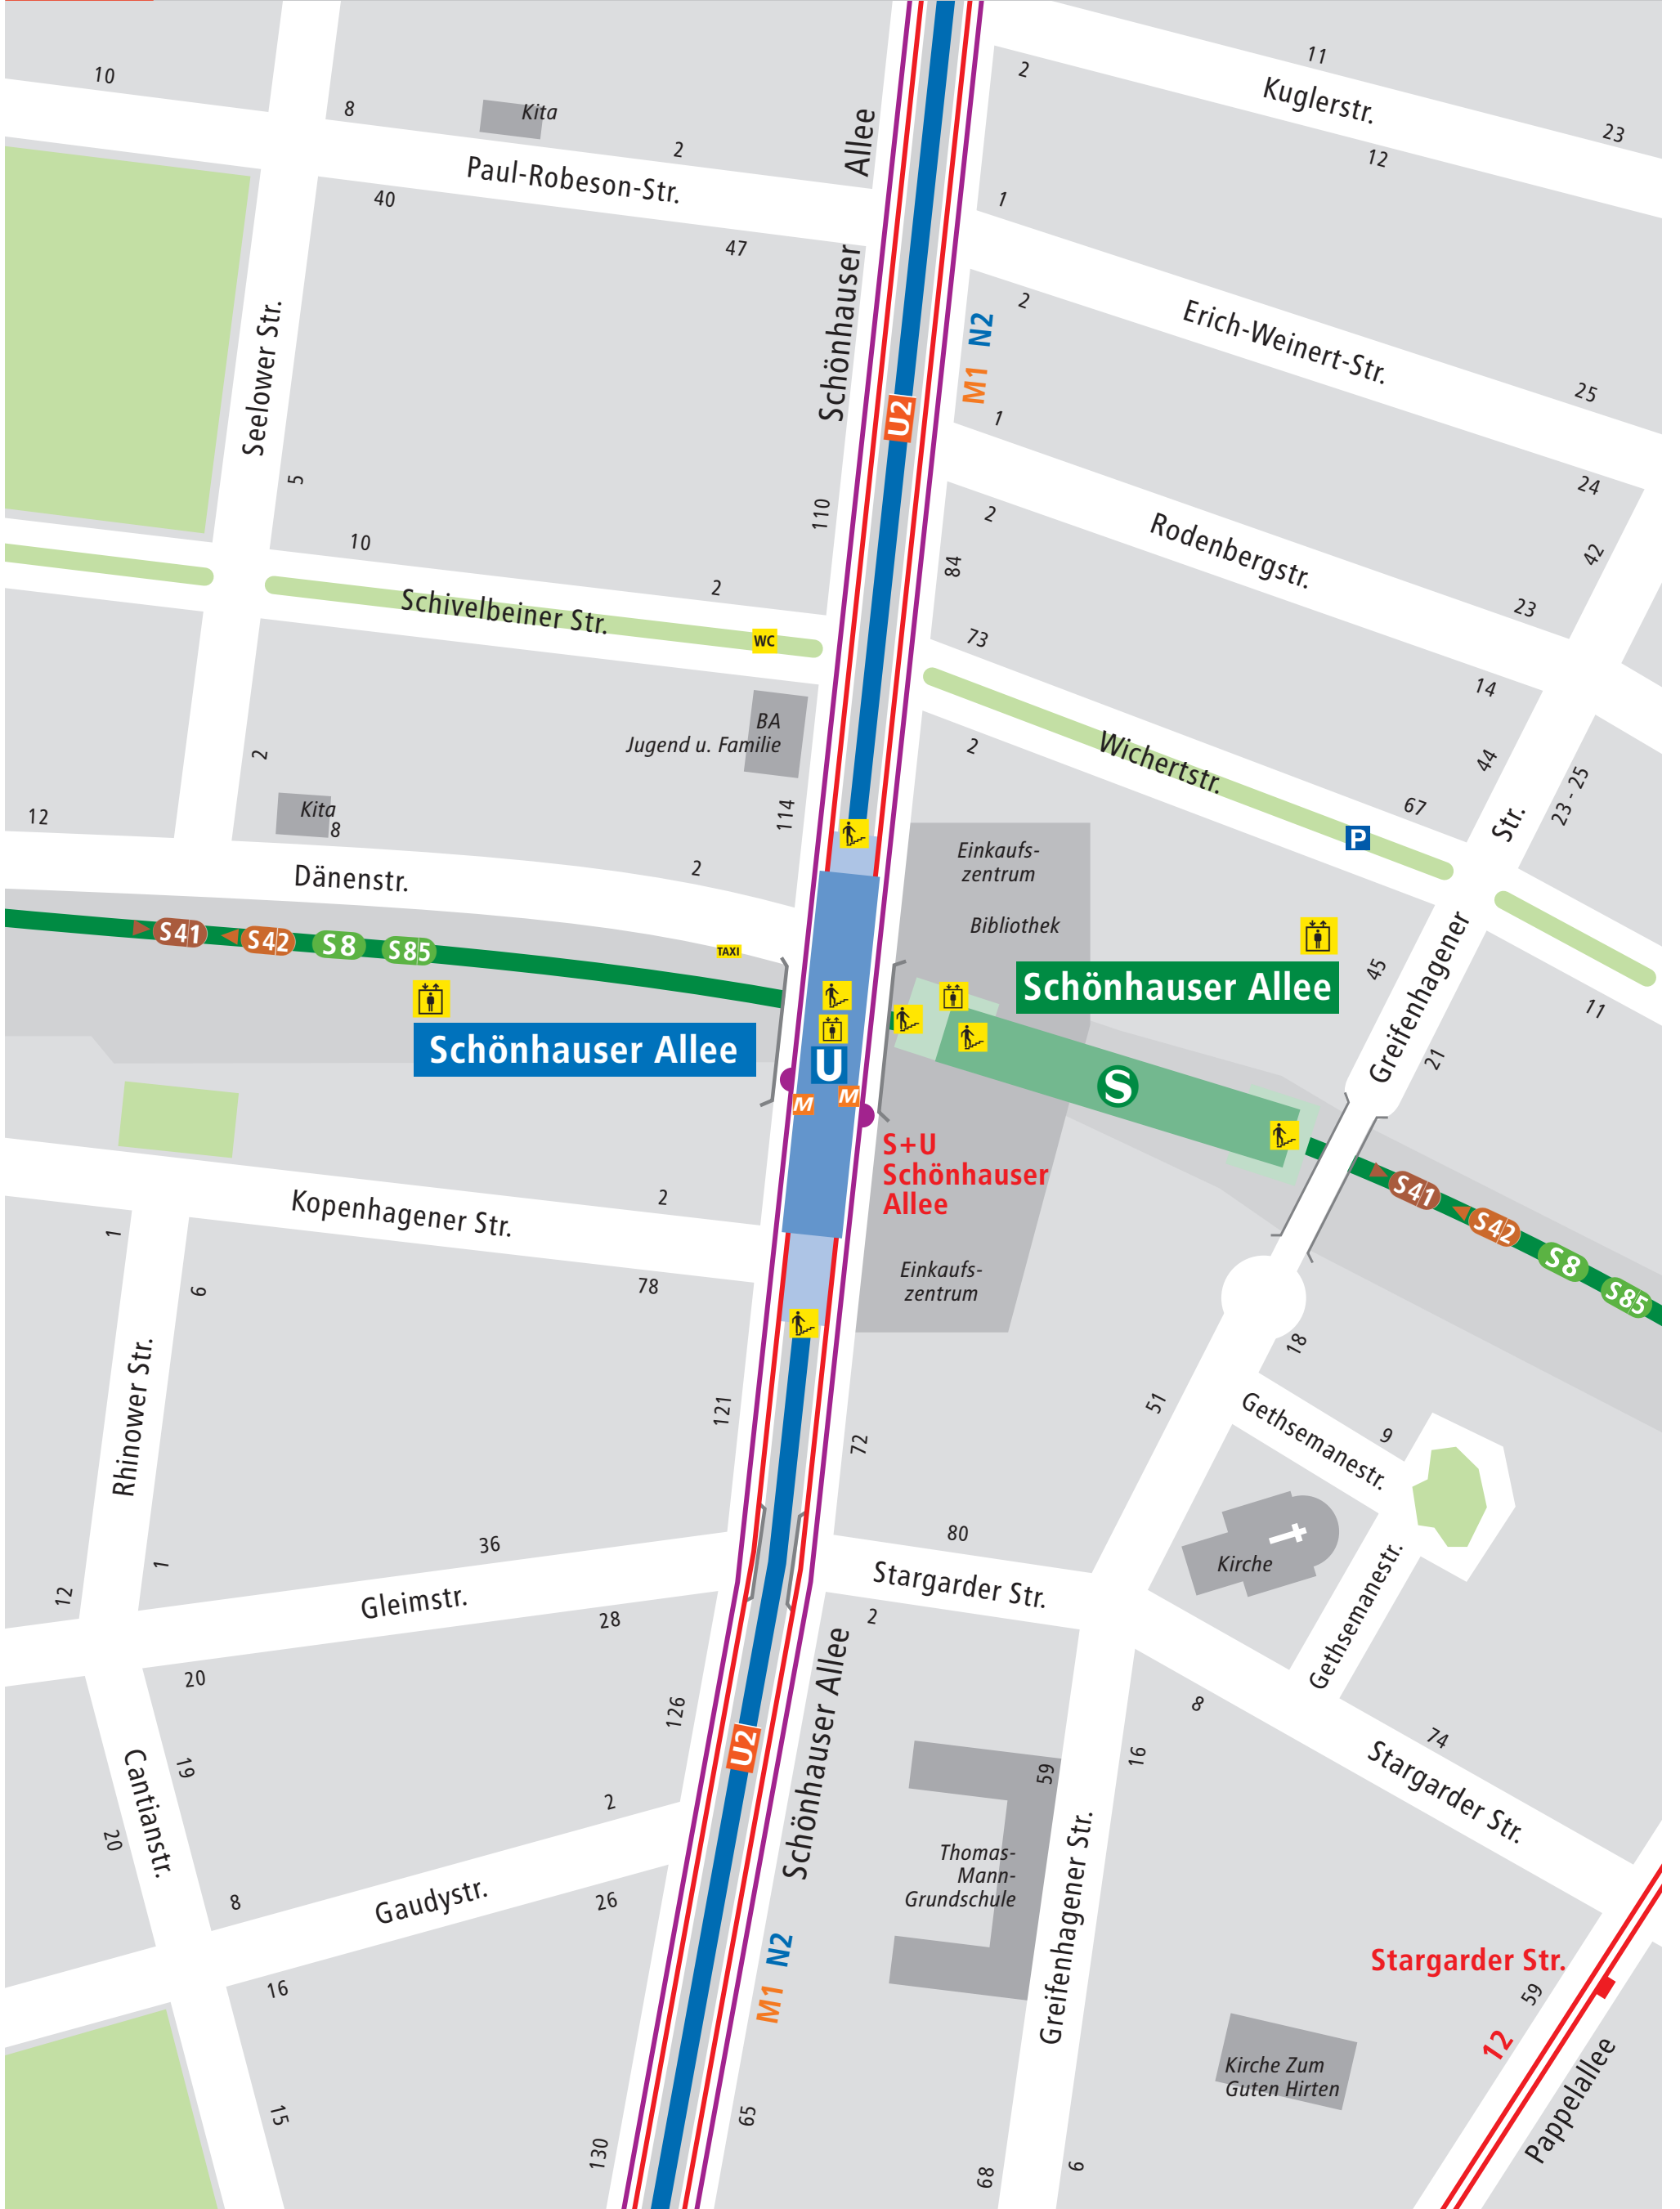 11
Kuglerstr.
10
2
8
Kita
23
12
2
Paul-Robeson-Str.
Allee
40
1
47
Schönhauser
2
N2
Erich-Weinert-Str.
M1
Seelower Str.
U2
25
1
5
24
110
2
Rodenbergstr.
10
42
84
2
23
Schivelbeiner Str.
WC
73
14
BA
Jugend u. Familie
2
Wichertstr.
2
44
23 - 25
Kita
12
8
114
67
P
Str.
2
Einkaufs-
zentrum
Dänenstr.
Bibliothek
S41
S42
S8
S85
TAXI
45
Schönhauser Allee
Greifenhagener
11
Schönhauser Allee
U
21
S
M
M
S+U
Schönhauser
Allee
S41
S42
S8
S85
Kopenhagener Str.
2
1
6
78
Einkaufs-
zentrum
18
Rhinower Str.
121
72
51
9
Gethsemanestr.
36
80
1
12
Kirche
Gleimstr.
Stargarder Str.
28
2
Gethsemanestr.
20
126
8
74
Schönhauser Allee
U2
19
59
16
Stargarder Str.
Cantianstr.
2
20
Thomas-
Mann-
Grundschule
8
Gaudystr.
26
Greifenhagener Str.
N2
M1
16
Stargarder Str.
59
12
Kirche Zum
Guten Hirten
15
65
Pappelallee
130
68
6